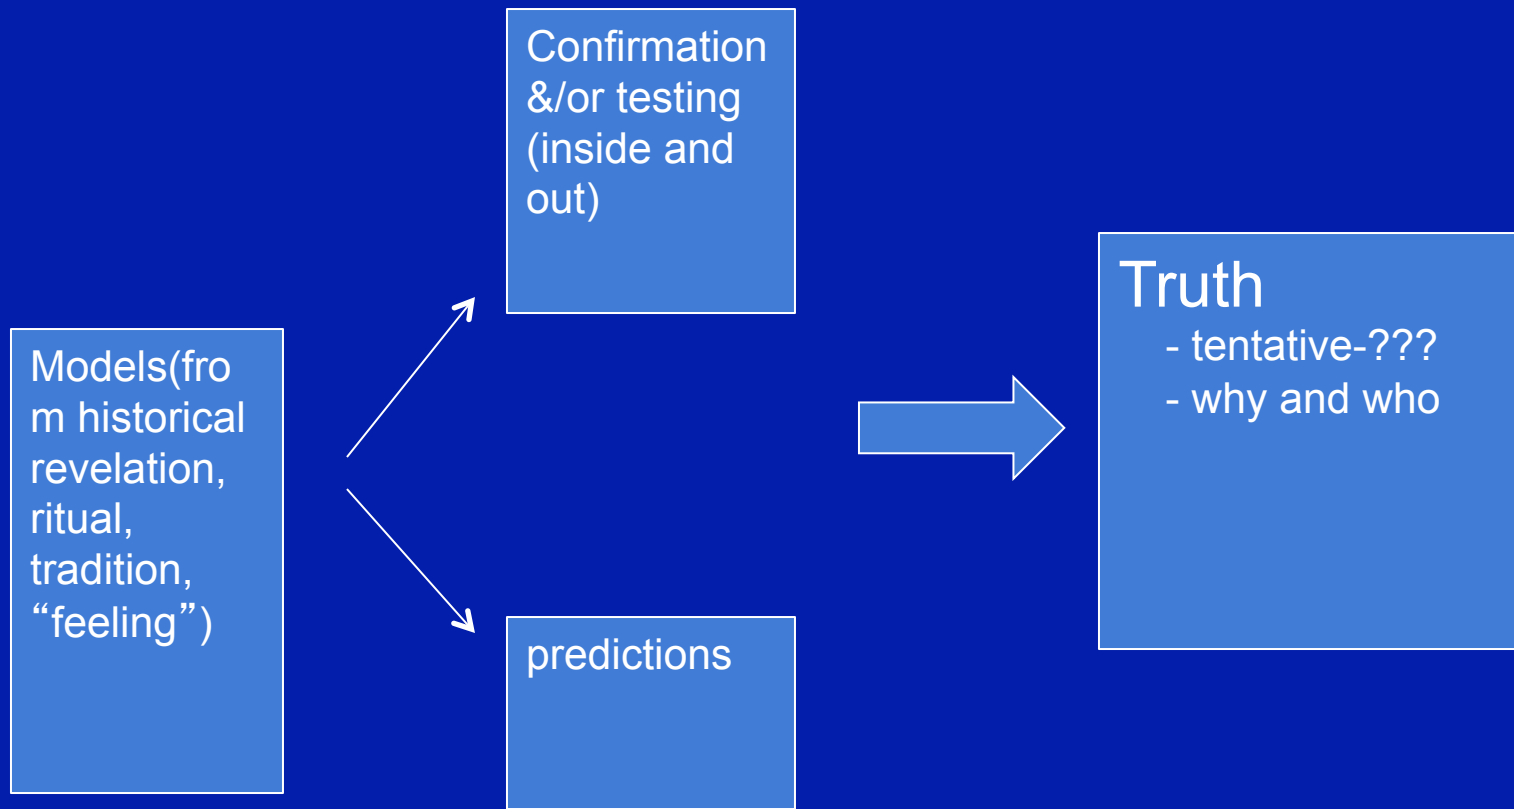 Models(fro
m historical
revelation,
ritual,
tradition,
“feeling”)
Confirmation
&/or testing
(inside and
out)
predictions
Truth
- tentative-???
- why and who